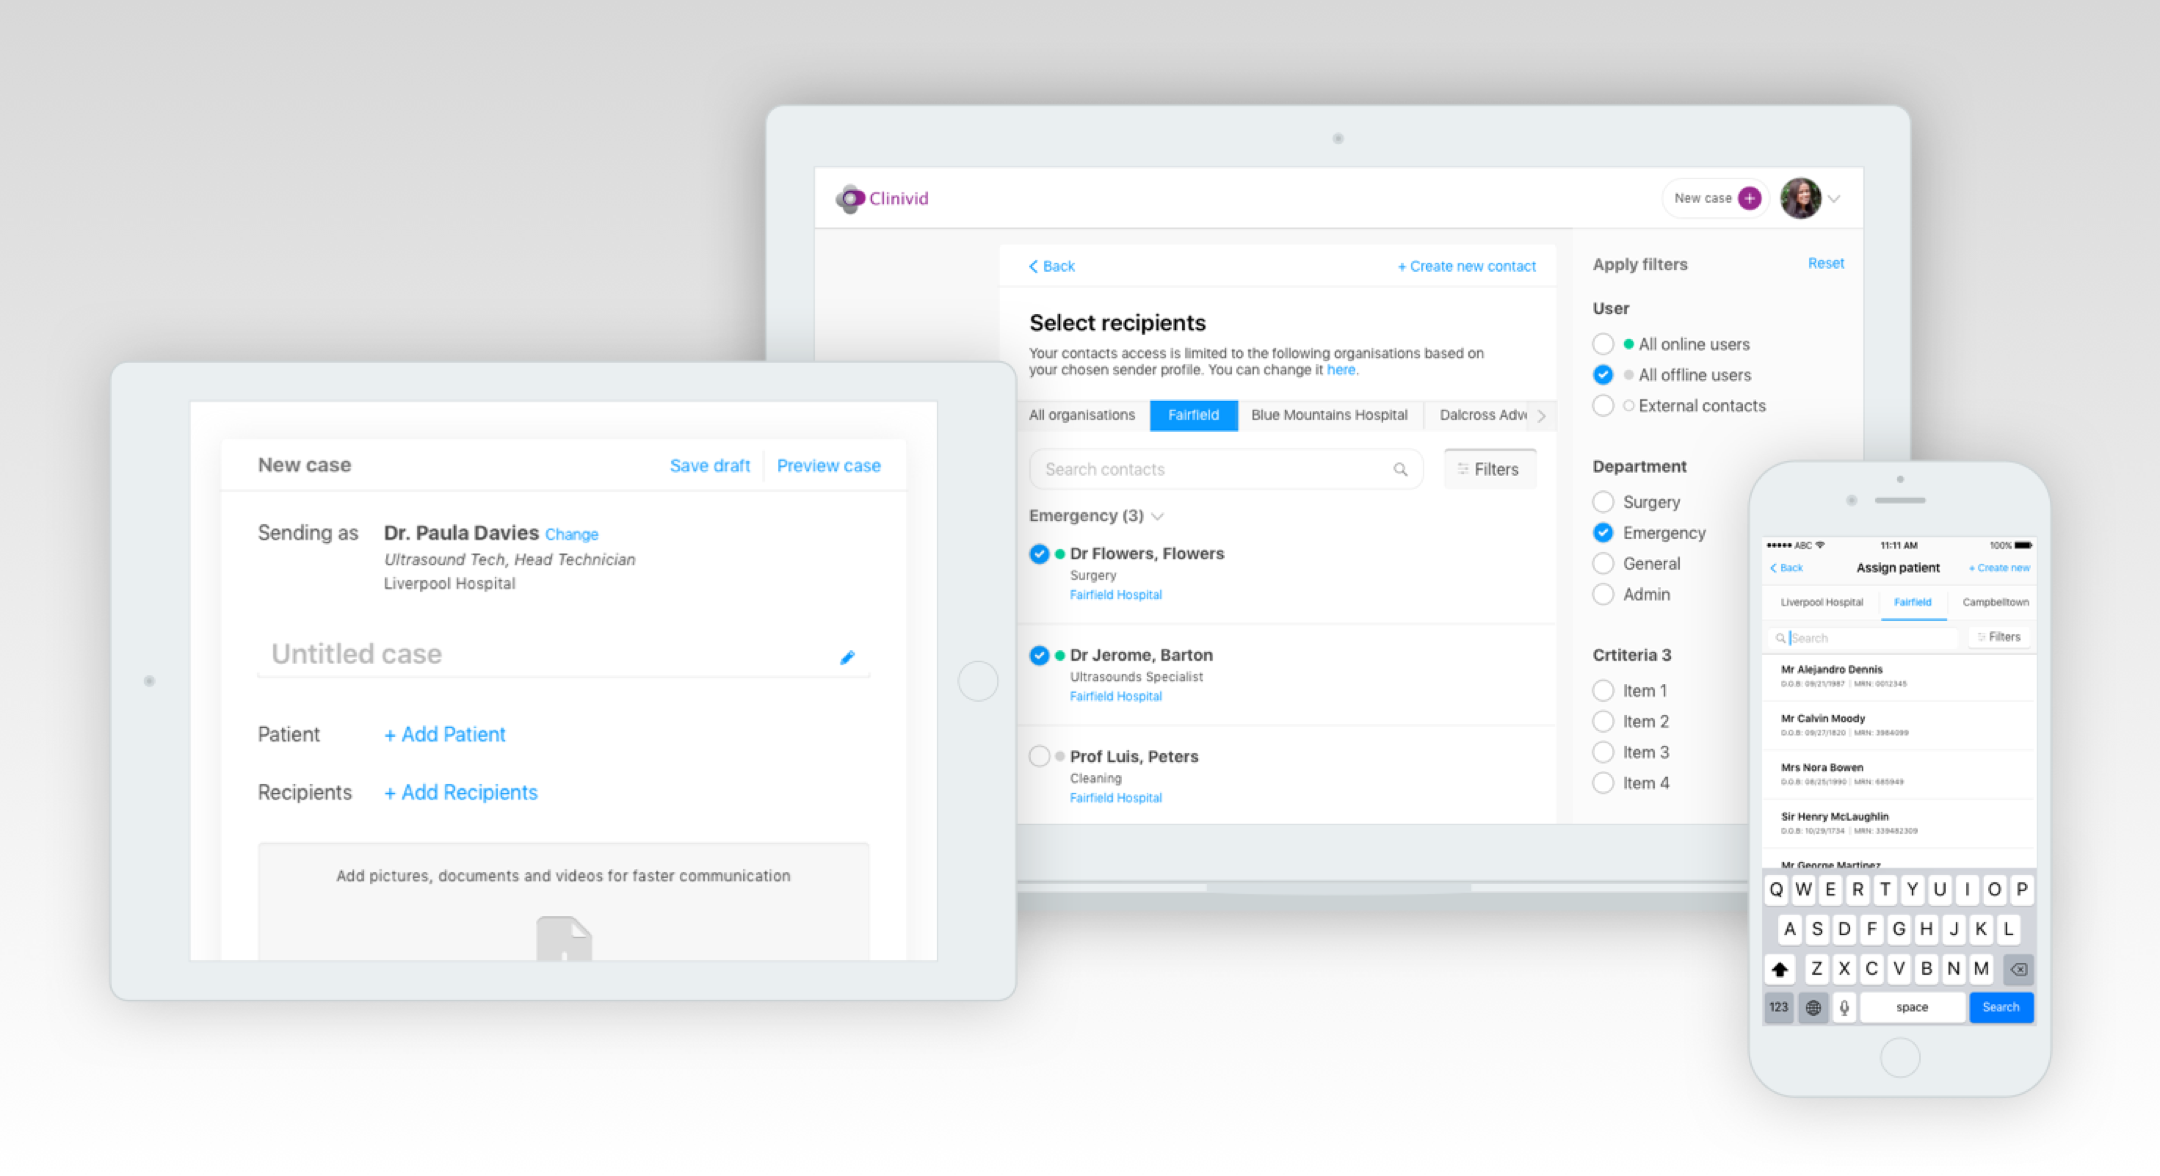 Clinivid
New case
Back
+ Create new contact
Select recipients
Your contacts access is limited to the following organisations based on
your chosen sender profile. You can change it here.
All organisations
Fairfield
Blue Mountains Hospital
Dalcross Adve
Search contacts
Filters
Emergency (3)
Dr Flowers, Flowers
Surgery
Fairfield Hospital
Dr Jerome, Barton
Ultrasounds Specialist
Fairfield Hospital
Prof Luis, Peters
Cleaning
Fairfield Hospital
Apply filters
Reset
User
All online users
All offline users
External contacts
Department
Surgery
Emergency
General
Admin
Crtiteria 3
Item 1
Item 2
Item 3
Item 4
New case
Save draft
Preview case
Sending as
Dr. Paula Davies Change
Ultrasound Tech, Head Technician
Liverpool Hospital
Untitled case
Patient
+ Add Patient
Recipients
+ Add Recipients
Add pictures, documents and videos for faster communication
ABC
11:11 AM
100%
Back
Assign patient
+ Create new
Liverpool Hospital
Fairfield
Campbelltown
Search
Filters
Mr Alejandro Dennis
D.O.B: 09/21/1987 | MRN: 0012345
Mr Calvin Moody
D.O.B: 09/27/1820 | MRN: 3984099
Mrs Nora Bowen
D.O.B: 08/25/1990 | MRN: 685949
Sir Henry McLaughlin
D.O.B: 10/29/1734 | MRN: 339482309
Mr George Martinez
Q W E R T Y U I O P
A S D F G H J K L
Z X C V B N M
123
space
Search